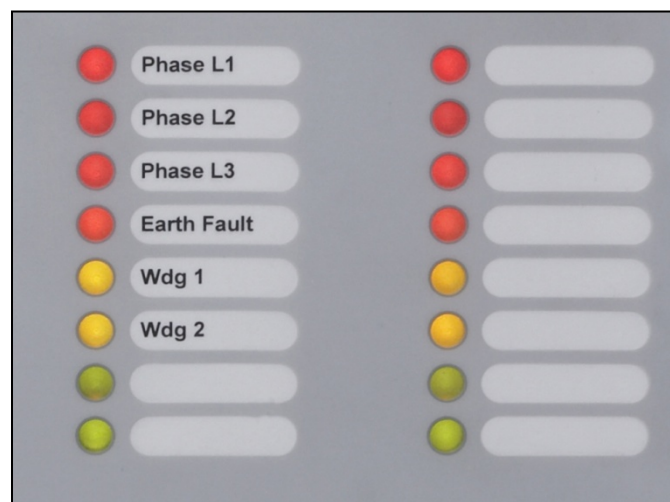 Phase L1
Phase L2
Phase L3
Earth Fault
Wdg 1
Wdg 2